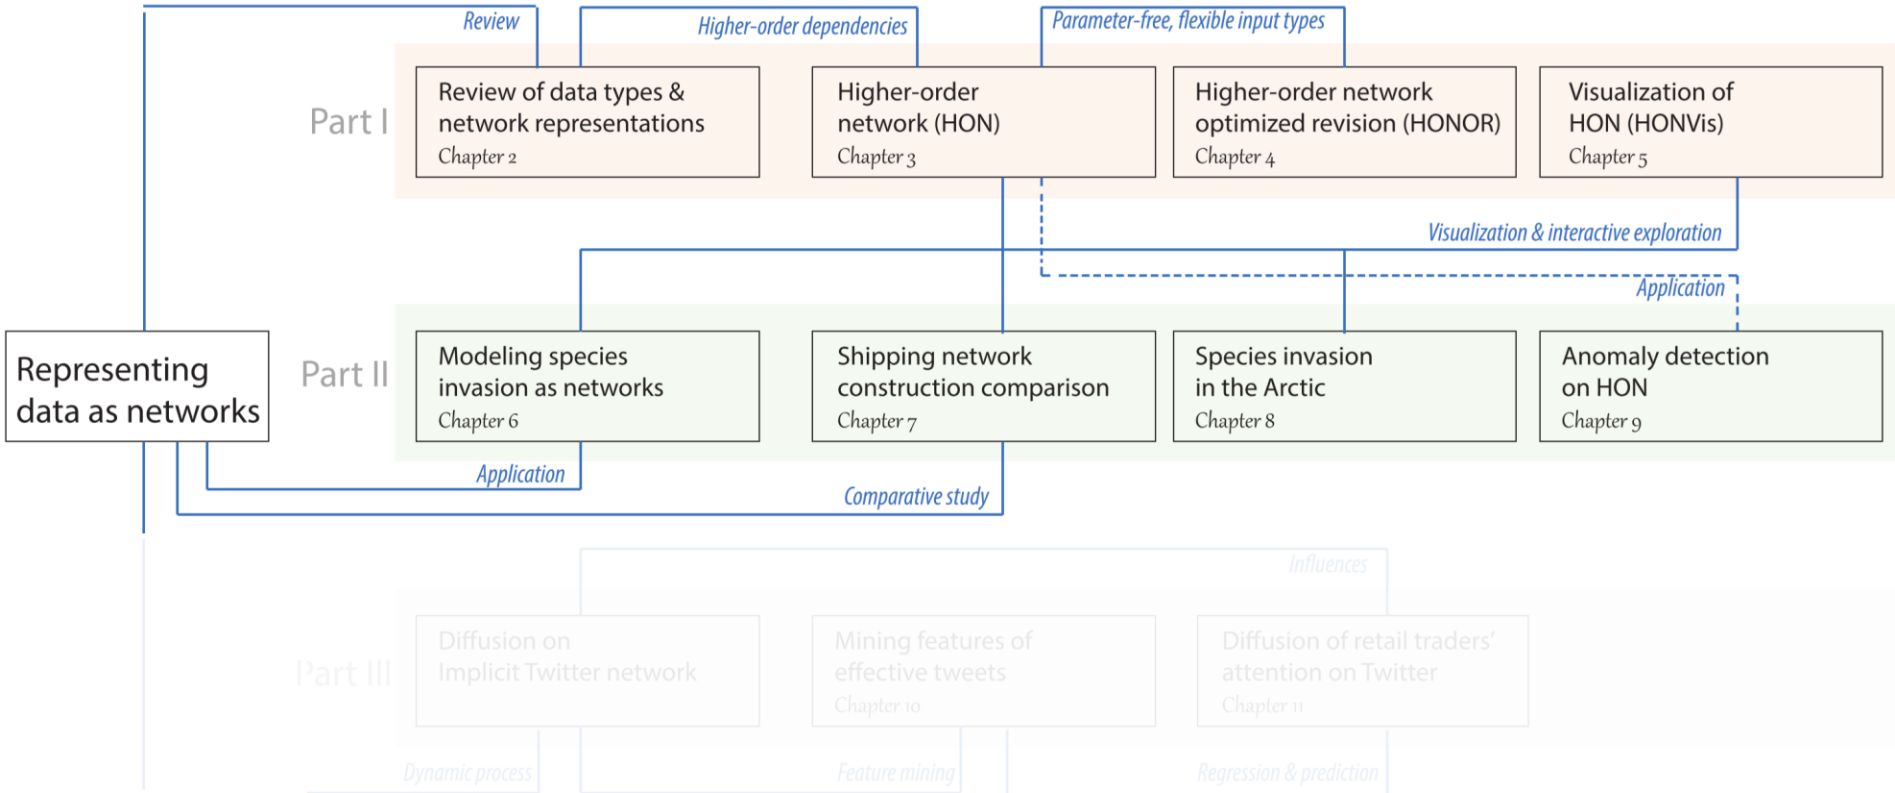 Review
Higher-order dependencies
Parameter-free, flexible input types
Part I
Review of data types &
network representations
Chapter 2
Higher-order
network (HON)
Chapter 3
Higher-order network
optimized revision (HONOR)
Chapter 4
Visualization of
HON (HONVis)
Chapter 5
Visualization & interactive exploration
Application
Representing
data as networks
Part II
Modeling species
invasion as networks
Chapter 6
Shipping network
construction comparison
Chapter 7
Species invasion
in the Arctic
Chapter 8
Anomaly detection
on HON
Chapter 9
Application
Comparative study
Influences
Part III
Diffusion on
Implicit Twitter network
Mining features of
effective tweets
Chapter 10
Diffusion of retail traders’
attention on Twitter
Chapter 11
Dynamic process
Feature mining
Regression & prediction